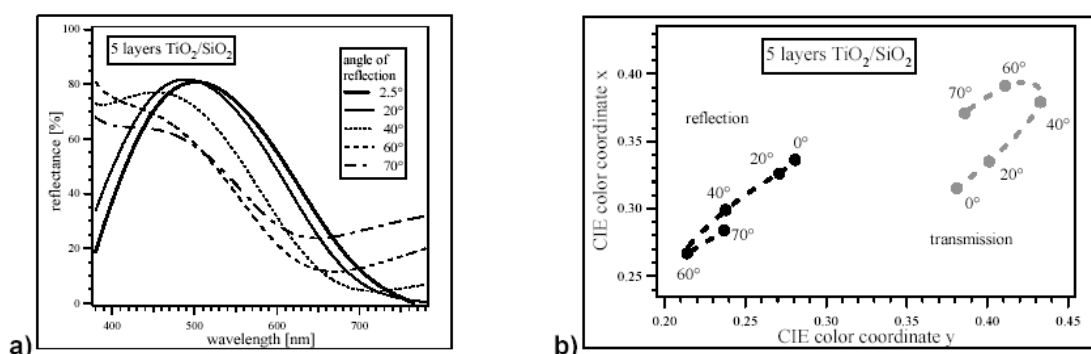 5 layers TiO₂/SiO₂
angle of
reflection
2.5°
20°
40°
60°
70°
100
80
60
40
20
0
reflectance [%]
400
500
600
700
wavelength [nm]
a)
5 layers TiO₂/SiO₂
reflection
0°
20°
40°
70°
60°
60°
70°
40°
20°
0°
transmission
0.40
0.35
0.30
0.25
CIE color coordinate x
0.20
0.25
0.30
0.35
0.40
0.45
CIE color coordinate y
b)